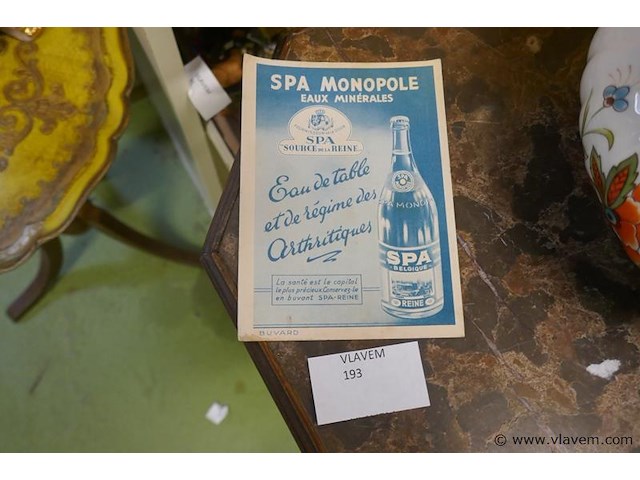 SPA MONOPOLE
EAUX MINÉRALES
SPA
SOURCE DE LA REINE
Eau de table
et de régime des
arthritiques
La santé est le capital
le plus précieux. Conservez-le
en buvant SPA-REINE
SPA MONO
SPA
BELGIQUE
REINE
BUVARD
VLAVEM
193
© www.vlavem.com